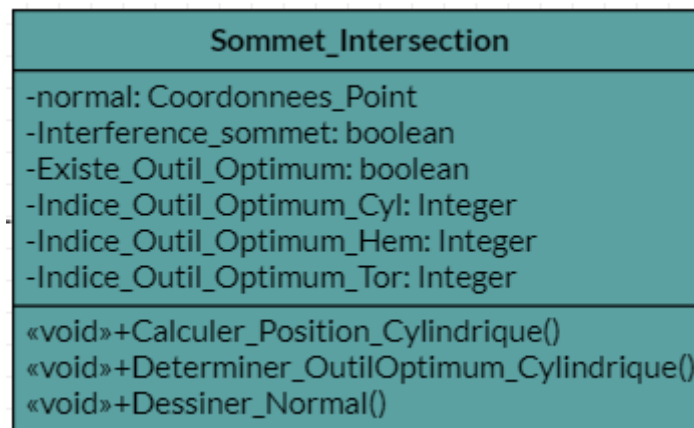 Sommet_Intersection
-normal: Coordonnees_Point
-Interference_sommet: boolean
-Existe_Outil_Optimum: boolean
-Indice_Outil_Optimum_Cyl: Integer
-Indice_Outil_Optimum_Hem: Integer
-Indice_Outil_Optimum_Tor: Integer
«void»+Calculer_Position_Cylindrique()
«void»+Determiner_OutilOptimum_Cylindrique()
«void»+Dessiner_Normal()